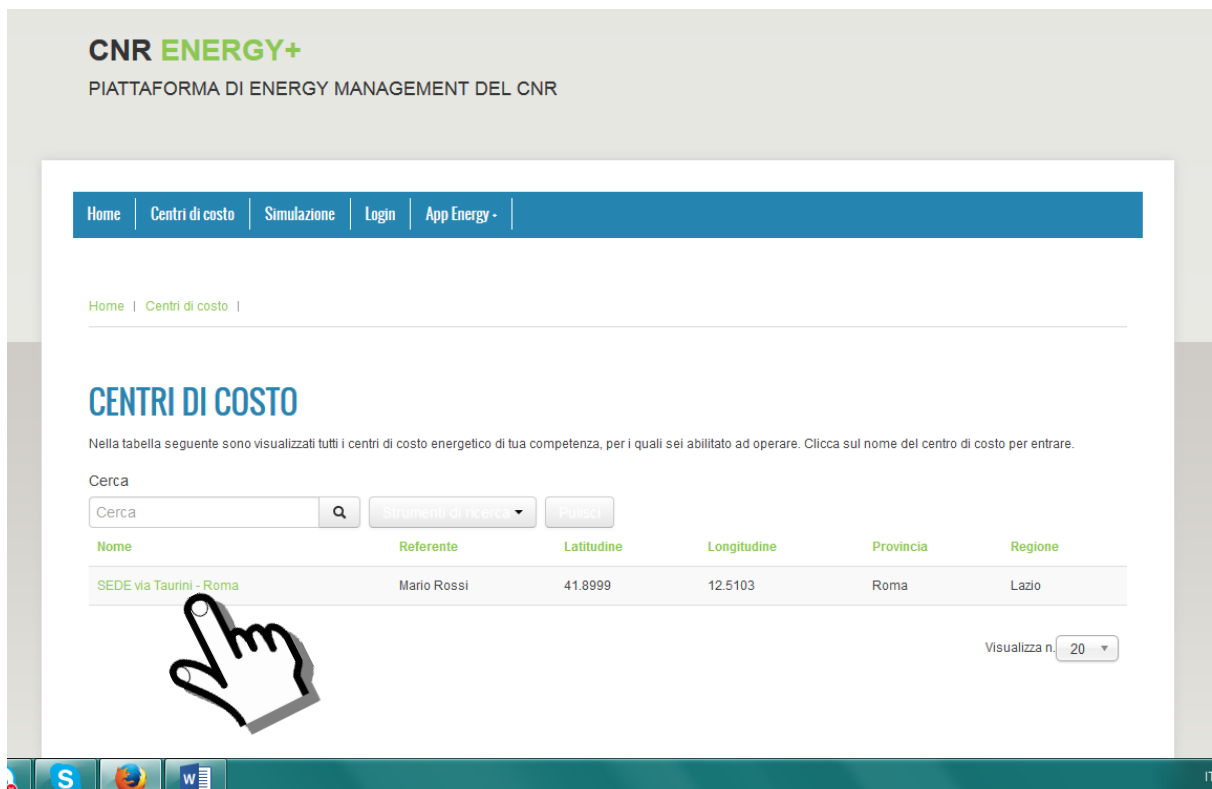 CNR ENERGY+
PIATTAFORMA DI ENERGY MANAGEMENT DEL CNR
Home Centri di costo Simulazione Login App Energy
Home | Centri di costo |
CENTRI DI COSTO
Nella tabella seguente sono visualizzati tutti i centri di costo energetico di tua competenza, per i quali sei abilitato ad operare. Clicca sul nome del centro di costo per entrare.
Cerca
Cerca Strumenti di ricerca Pulisci
Nome Referente Latitudine Longitudine Provincia Regione
SEDE via Taurini - Roma Mario Rossi 41.8999 12.5103 Roma Lazio
Visualizza n. 20
S W IT